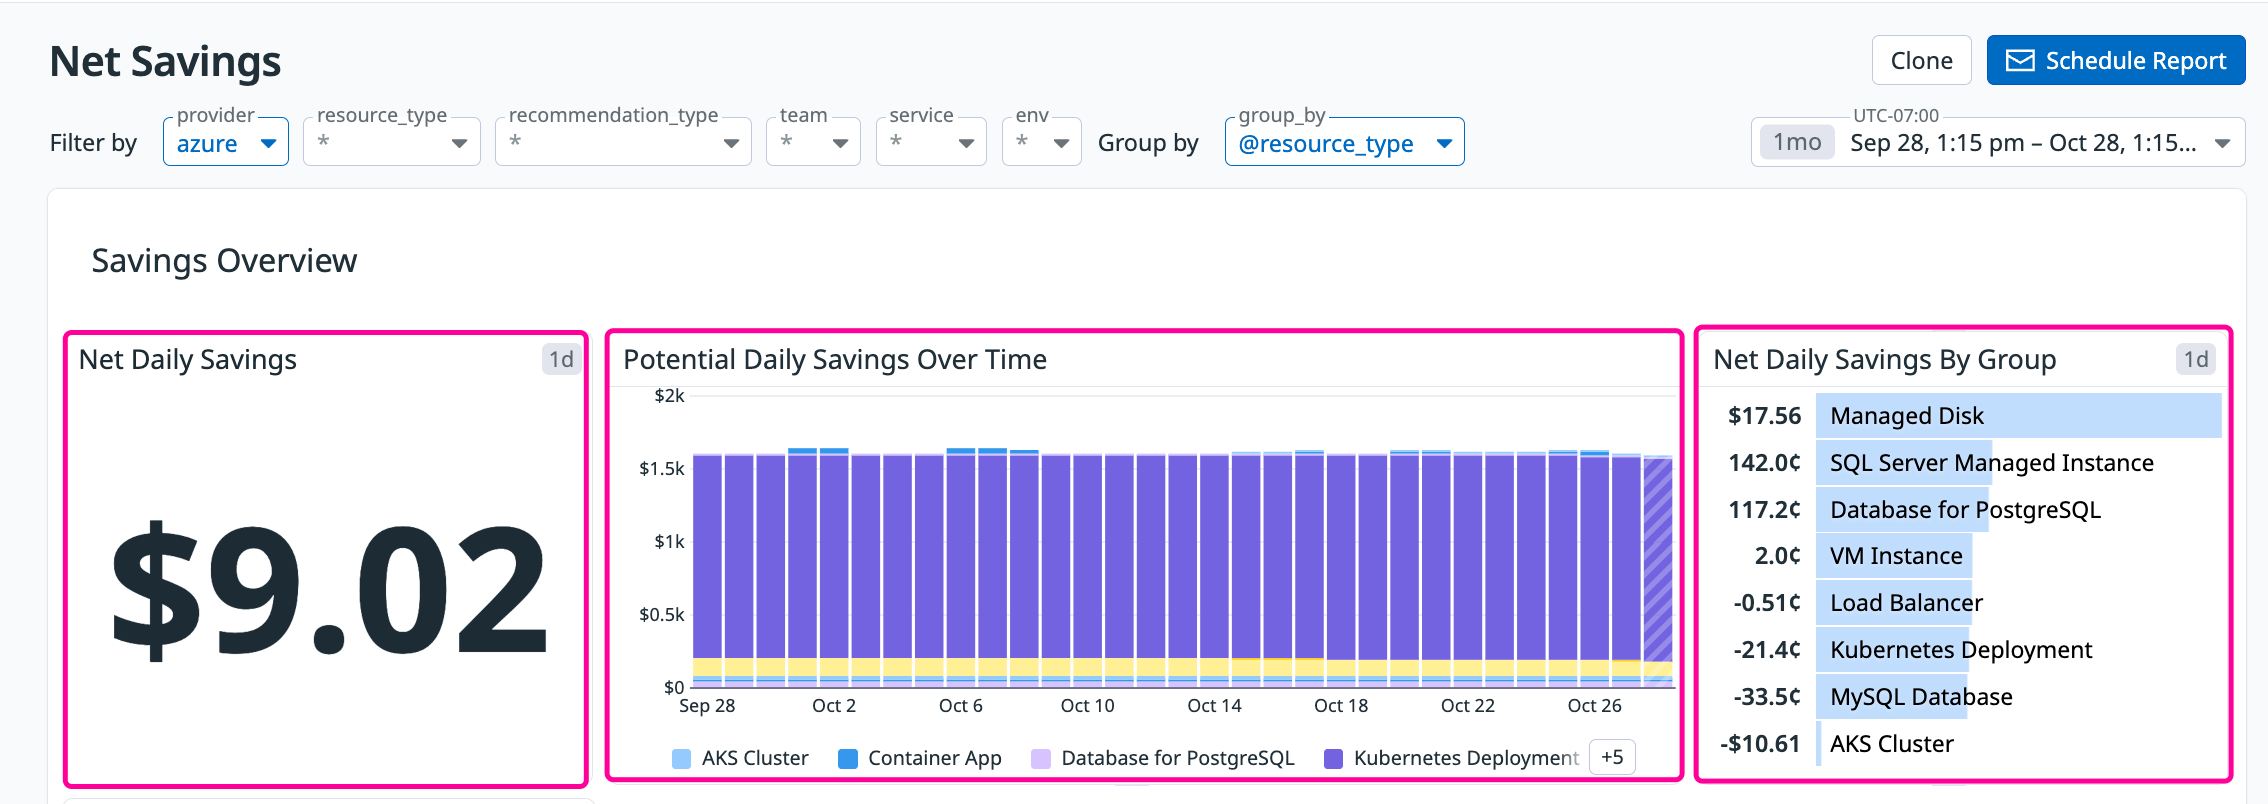 Net Savings
Clone
Schedule Report
Filter by
provider
azure
resource_type
*
recommendation_type
*
team
*
service
*
env
*
Group by
group_by
@resource_type
UTC-07:00
1mo
Sep 28, 1:15 pm – Oct 28, 1:15...
Savings Overview
Net Daily Savings
1d
$9.02
Potential Daily Savings Over Time
$2k
$1.5k
$1k
$0.5k
$0
Sep 28
Oct 2
Oct 6
Oct 10
Oct 14
Oct 18
Oct 22
Oct 26
AKS Cluster
Container App
Database for PostgreSQL
Kubernetes Deployment
+5
Net Daily Savings By Group
1d
$17.56 Managed Disk
142.0¢ SQL Server Managed Instance
117.2¢ Database for PostgreSQL
2.0¢ VM Instance
-0.51¢ Load Balancer
-21.4¢ Kubernetes Deployment
-33.5¢ MySQL Database
-$10.61 AKS Cluster